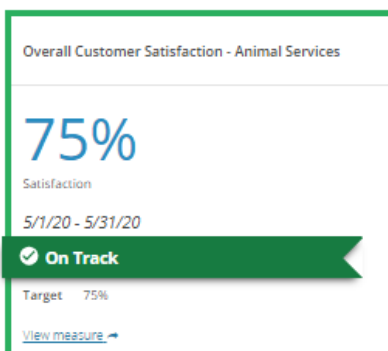 Overall Customer Satisfaction - Animal Services
75%
Satisfaction
5/1/20 - 5/31/20
On Track
Target 75%
View measure